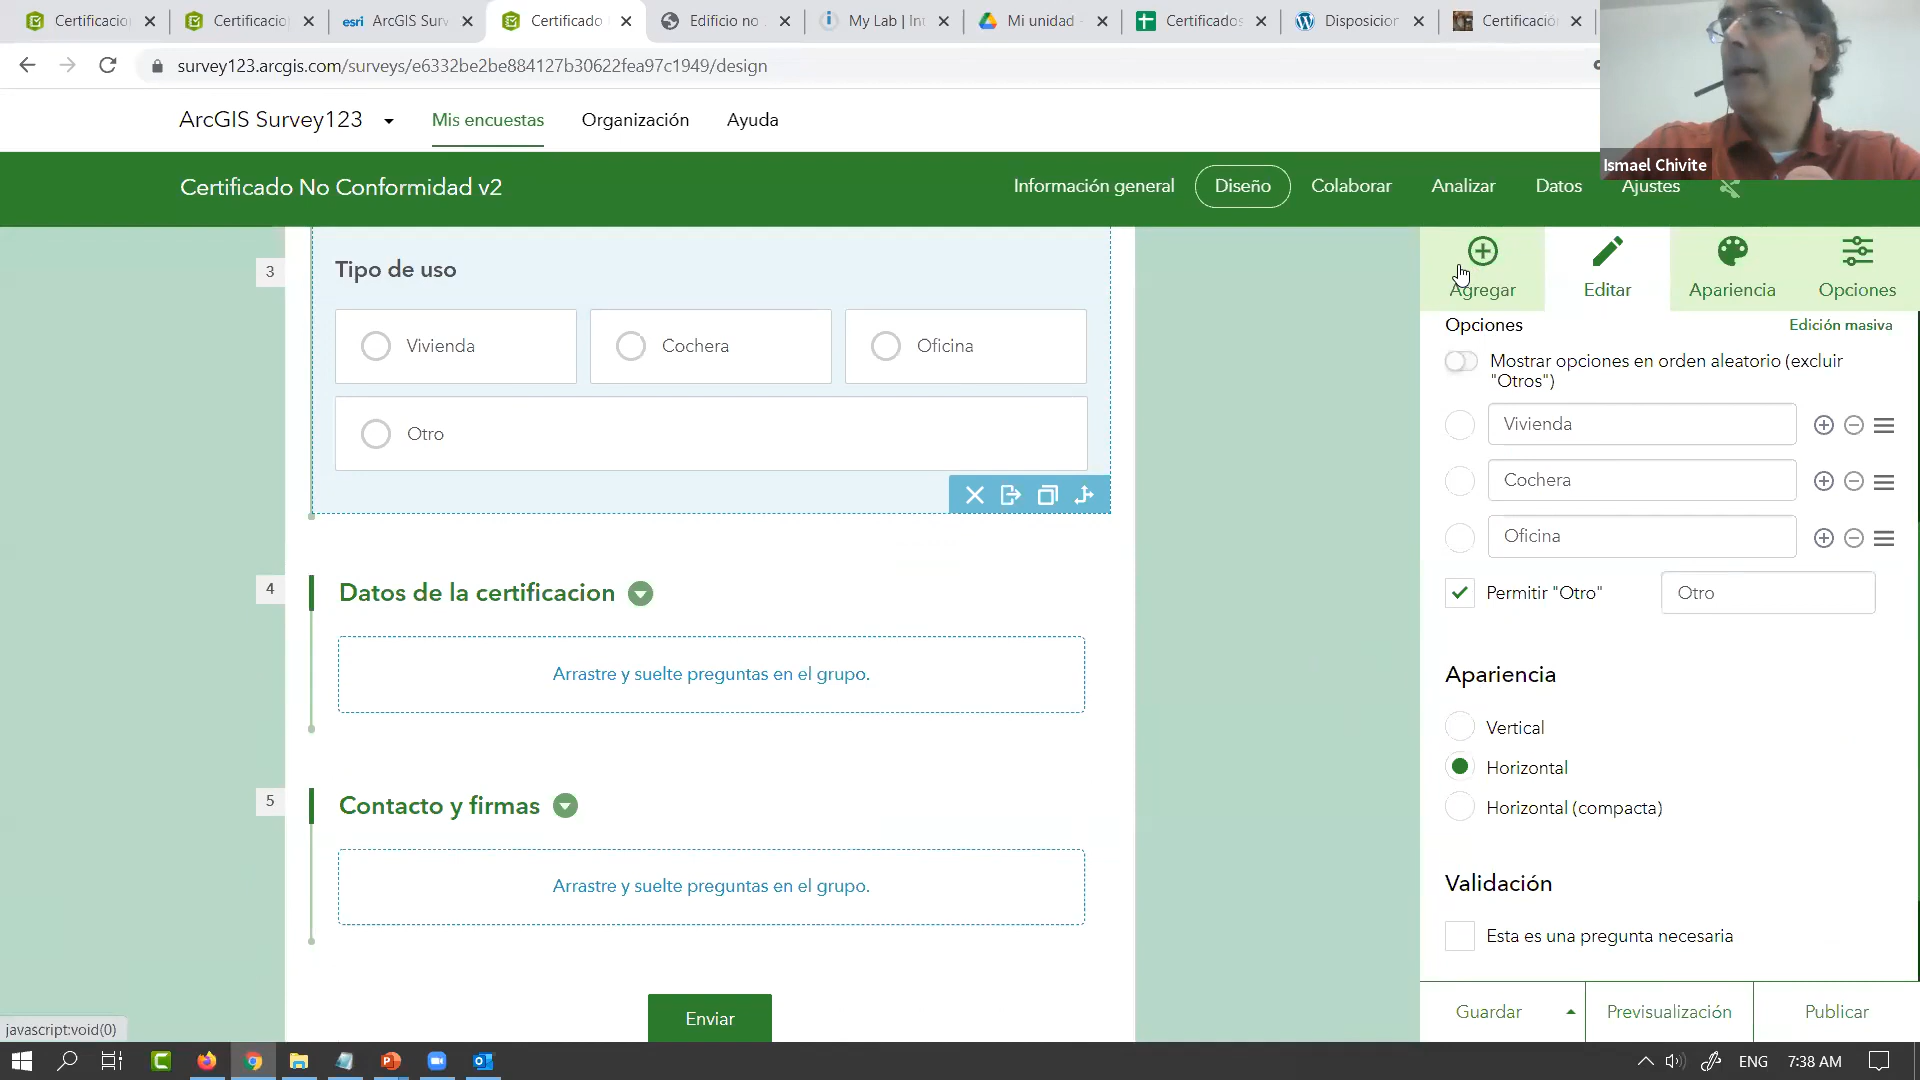 Certificacio
Certificacio
esri ArcGIS Surv
Certificado
Edificio no
My Lab | Int
Mi unidad -
Certificados
Disposicion
Certificación
survey123.arcgis.com/surveys/e6332be2be884127b30622fea97c1949/design
ArcGIS Survey123
Mis encuestas
Organización
Ayuda
Ismael Chivite
Certificado No Conformidad v2
Información general
Diseño
Colaborar
Analizar
Datos
Ajustes
3
Tipo de uso
Vivienda
Cochera
Oficina
Otro
4
Datos de la certificacion
Arrastre y suelte preguntas en el grupo.
5
Contacto y firmas
Arrastre y suelte preguntas en el grupo.
Enviar
Agregar
Editar
Apariencia
Opciones
Opciones
Edición masiva
Mostrar opciones en orden aleatorio (excluir
"Otros")
Vivienda
Cochera
Oficina
Permitir "Otro"
Otro
Apariencia
Vertical
Horizontal
Horizontal (compacta)
Validación
Esta es una pregunta necesaria
Guardar
Previsualización
Publicar
javascript:void(0)
ENG
7:38 AM